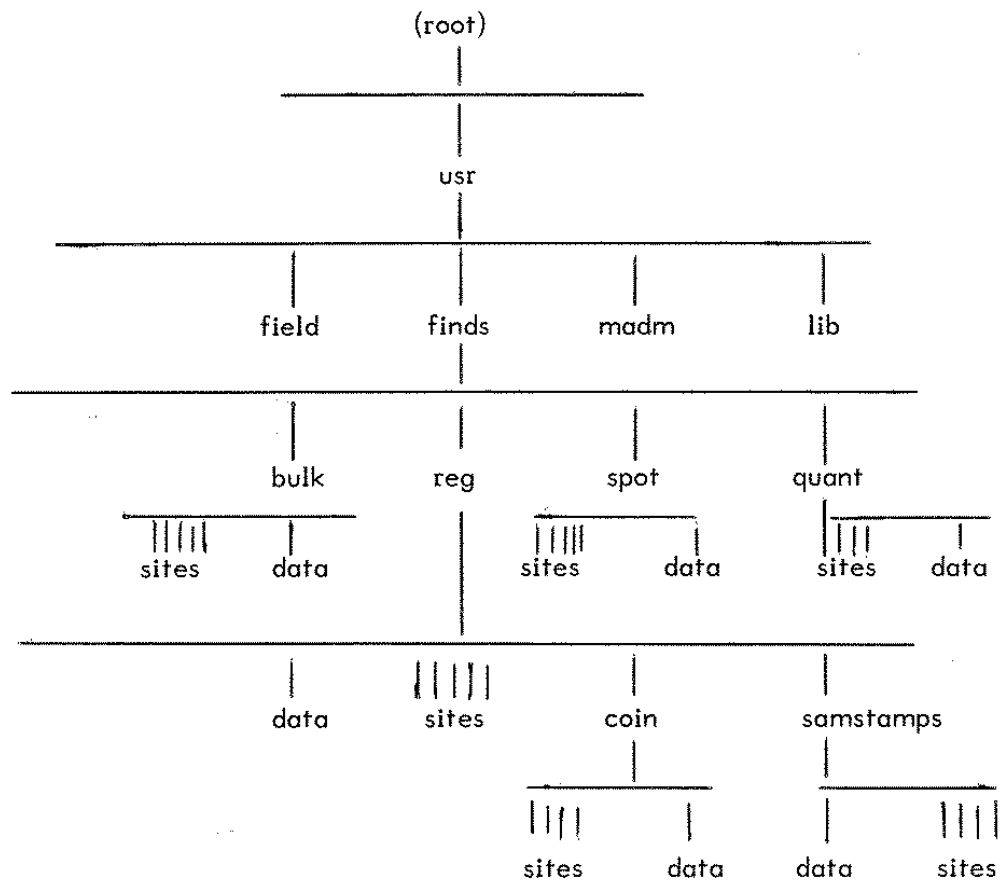 (root)
usr
field finds madm lib
bulk reg spot quant
sites data sites data sites data
data sites coin samstamps
sites data data sites